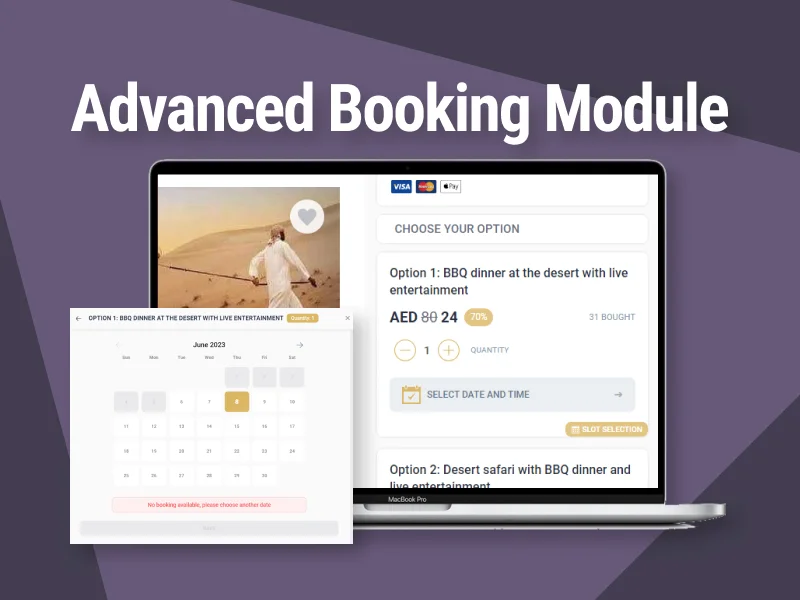 Advanced Booking Module
VISA
Pay
CHOOSE YOUR OPTION
Option 1: BBQ dinner at the desert with live
entertainment
AED 80 24 70% 31 BOUGHT
1 QUANTITY
SELECT DATE AND TIME
SLOT SELECTION
Option 2: Desert safari with BBQ dinner and
live entertainment
MacBook Pro
OPTION 1: BBQ DINNER AT THE DESERT WITH LIVE ENTERTAINMENT Quantity: 1
June 2023
Sun Mon Tue Wed Thu Fri Sat
6 7 8 9 10
11 12 13 14 15 16 17
18 19 20 21 22 23 24
25 26 27 28 29 30
No booking available, please choose another date